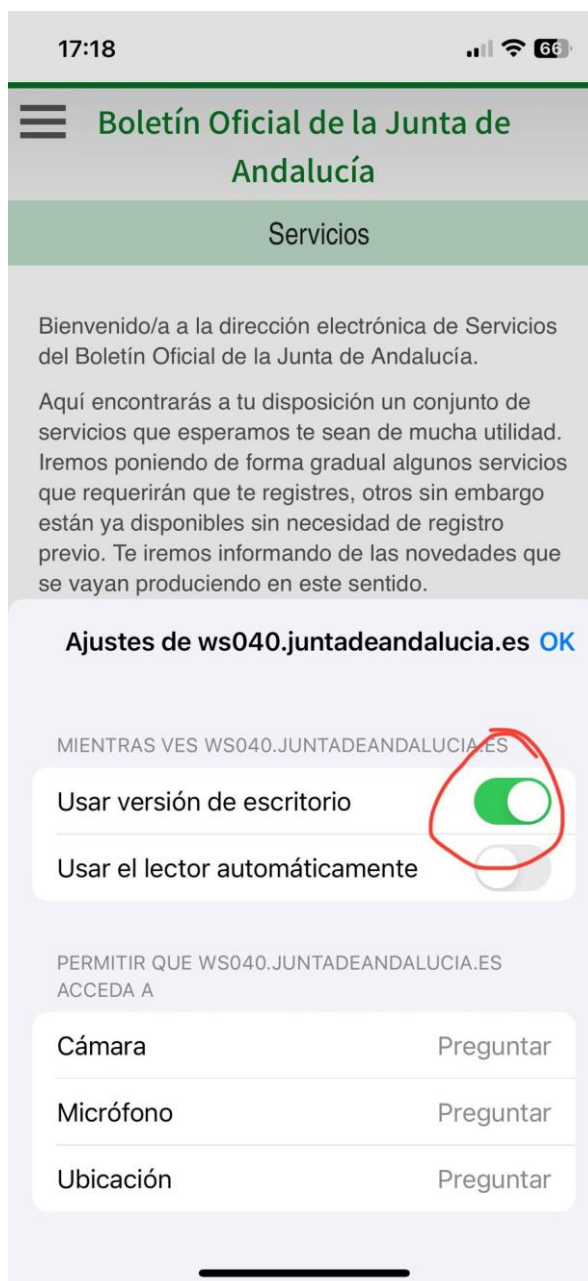 17:18
66
Boletín Oficial de la Junta de
Andalucía
Servicios
Bienvenido/a a la dirección electrónica de Servicios
del Boletín Oficial de la Junta de Andalucía.
Aquí encontrarás a tu disposición un conjunto de
servicios que esperamos te sean de mucha utilidad.
Iremos poniendo de forma gradual algunos servicios
que requerirán que te registres, otros sin embargo
están ya disponibles sin necesidad de registro
previo. Te iremos informando de las novedades que
se vayan produciendo en este sentido.
Ajustes de ws040.juntadeandalucia.es OK
MIENTRAS VES WS040.JUNTADEANDALUCIA.ES
Usar versión de escritorio
Usar el lector automáticamente
PERMITIR QUE WS040.JUNTADEANDALUCIA.ES
ACCEDA A
Cámara Preguntar
Micrófono Preguntar
Ubicación Preguntar